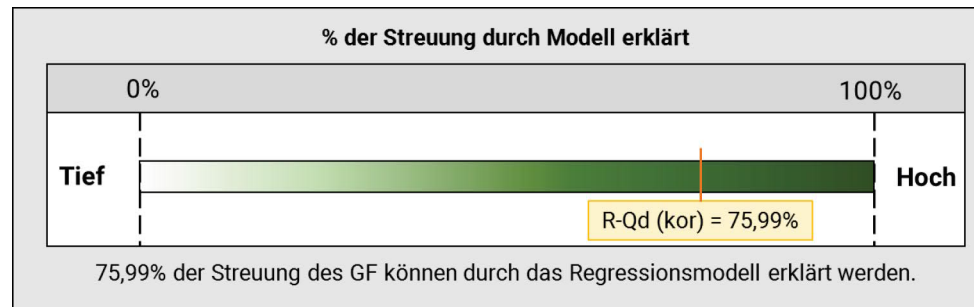 % der Streuung durch Modell erklärt
0%
100%
Tief
Hoch
R-Qd (kor) = 75,99%
75,99% der Streuung des GF können durch das Regressionsmodell erklärt werden.